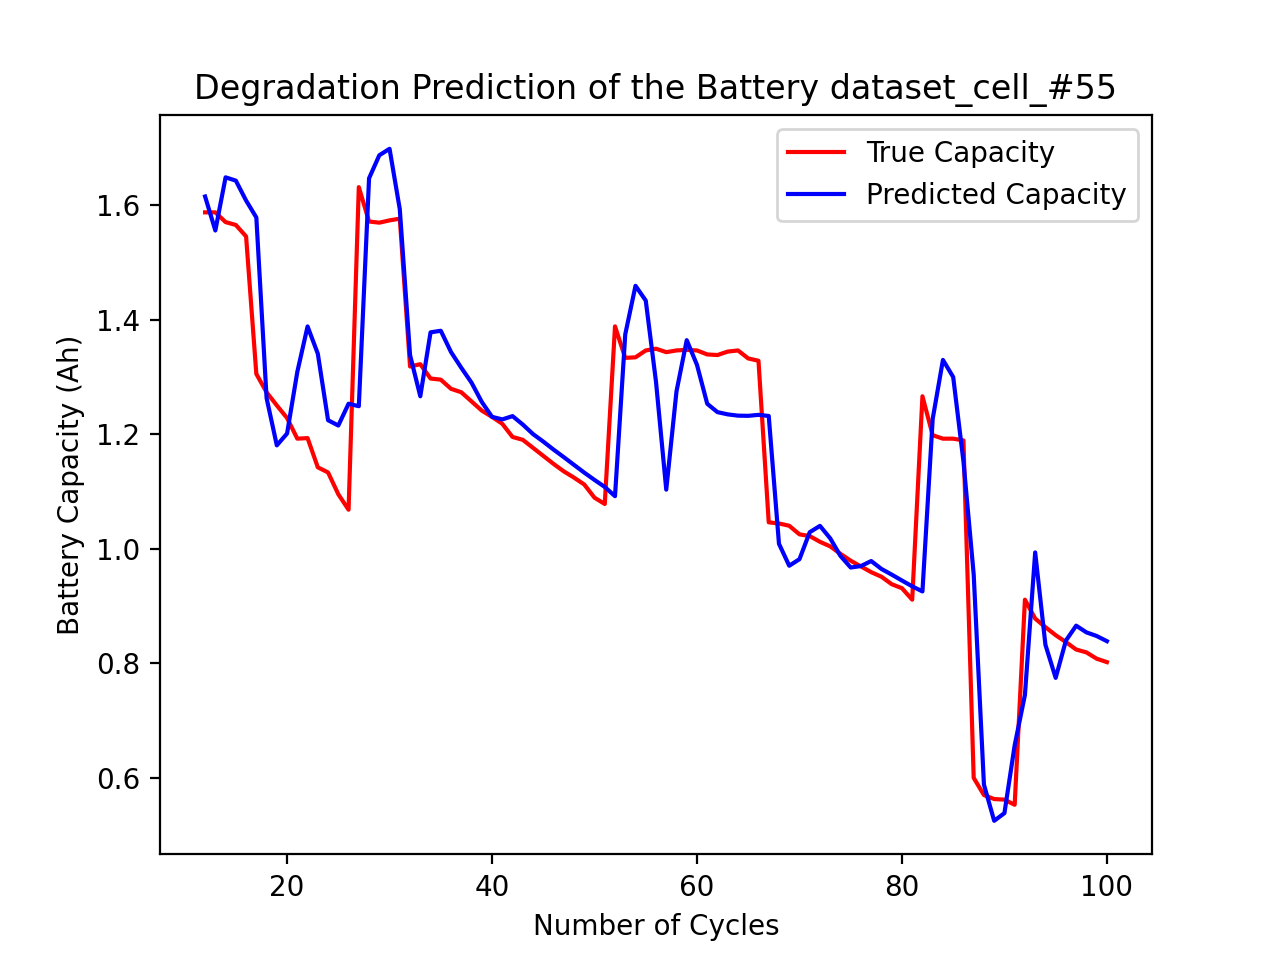 Degradation Prediction of the Battery dataset_cell_#55
True Capacity
Predicted Capacity
Battery Capacity (Ah)
1.6
1.4
1.2
1.0
0.8
0.6
20 40 60 80 100
Number of Cycles